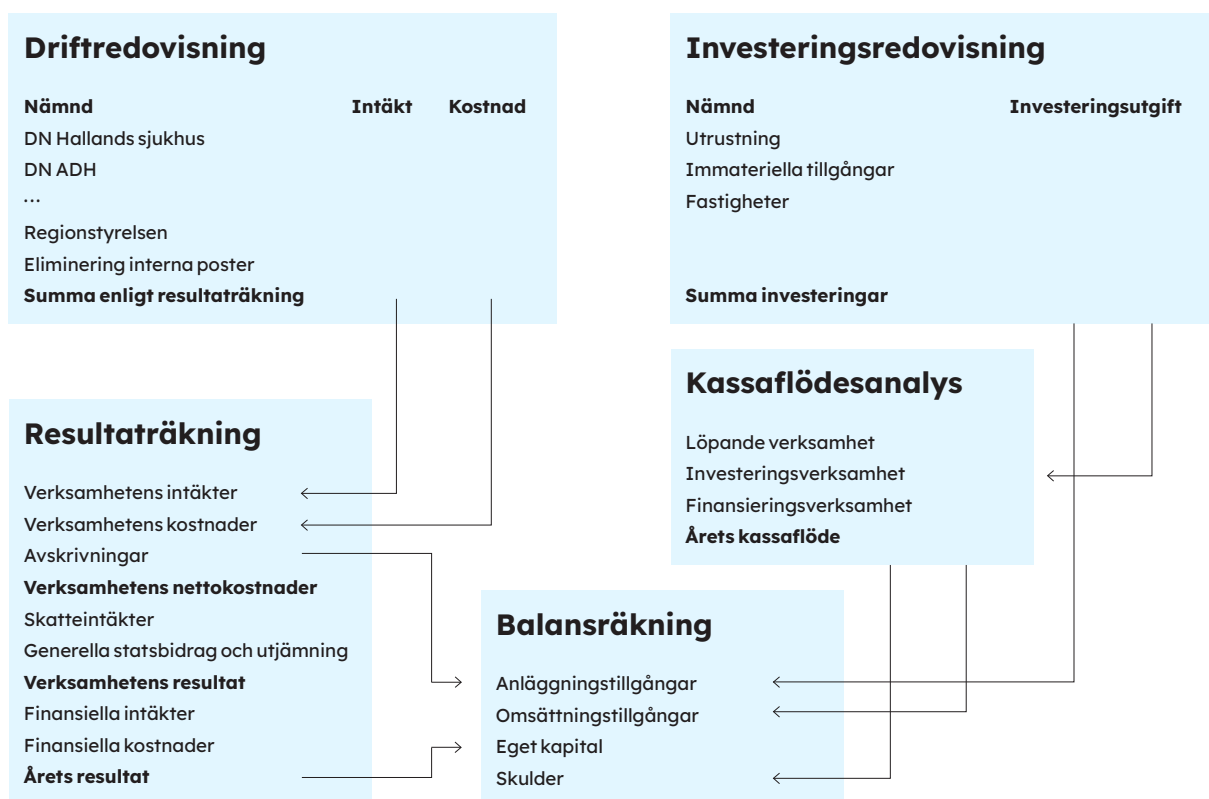 Driftredovisning
Nämnd Intäkt Kostnad
DN Hallands sjukhus
DN ADH
...
Regionstyrelsen
Eliminering interna poster
Summa enligt resultaträkning
Investeringsredovisning
Nämnd Investeringsutgift
Utrustning
Immateriella tillgångar
Fastigheter
Summa investeringar
Kassaflödesanalys
Löpande verksamhet
Investeringsverksamhet
Finansieringsverksamhet
Årets kassaflöde
Resultaträkning
Verksamhetens intäkter
Verksamhetens kostnader
Avskrivningar
Verksamhetens nettokostnader
Skatteintäkter
Generella statsbidrag och utjämning
Verksamhetens resultat
Finansiella intäkter
Finansiella kostnader
Årets resultat
Balansräkning
Anläggningstillgångar
Omsättningstillgångar
Eget kapital
Skulder